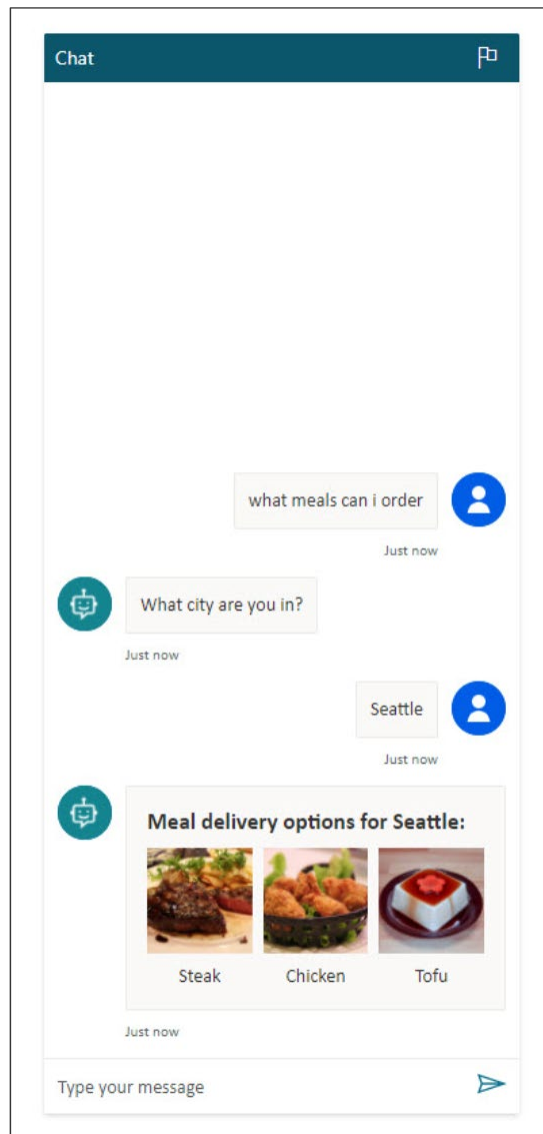 Chat
what meals can i order
Just now
What city are you in?
Just now
Seattle
Just now
Meal delivery options for Seattle:
Steak Chicken Tofu
Just now
Type your message